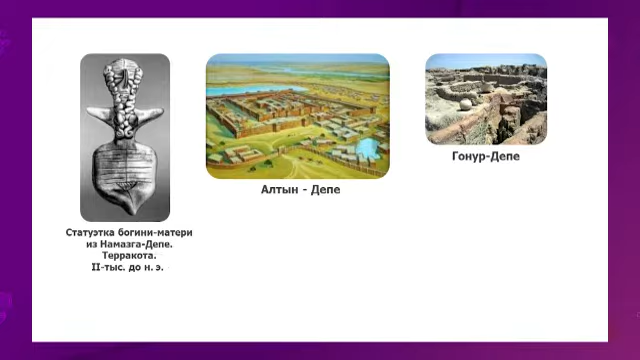 Статуэтка богини-матери
из Намазга-Депе.
Терракота.
II-тыс. до н. э.
Алтын - Депе
Гонур-Депе